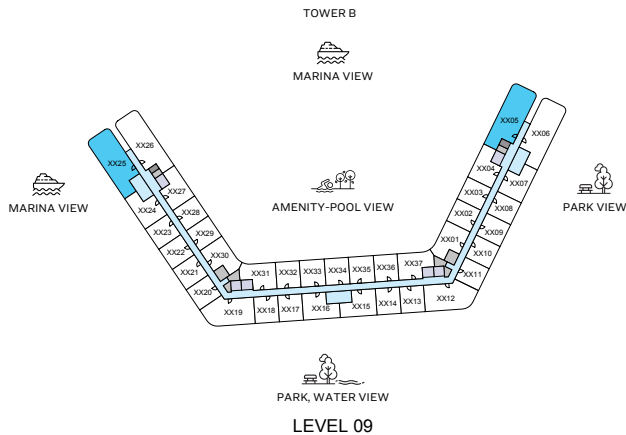 TOWER B
MARINA VIEW
XX05
XX06
XX26
XX25
XX04
XX07
XX27
MARINA VIEW
AMENITY-POOL VIEW
PARK VIEW
XX03
XX08
XX24
XX28
XX02
XX09
XX23
XX29
XX01
XX10
XX22
XX30
XX21
XX31
XX32
XX33
XX34
XX35
XX36
XX37
XX11
XX20
XX19
XX18
XX17
XX16
XX15
XX14
XX13
XX12
PARK, WATER VIEW
LEVEL 09